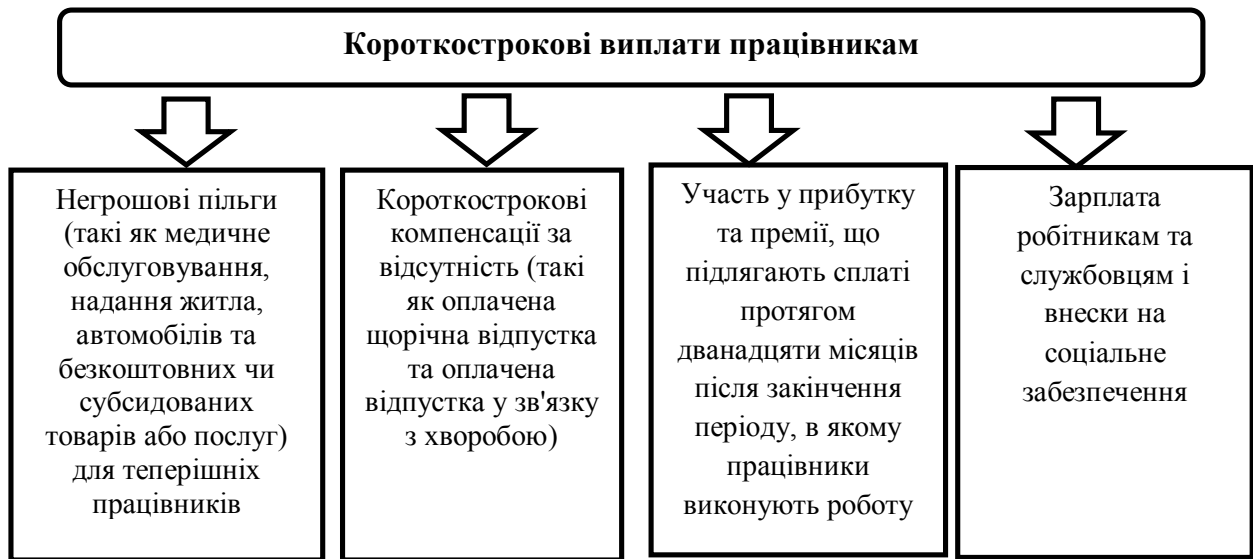 Короткострокові виплати працівникам
Негрошові пільги
(такі як медичне
обслуговування,
надання житла,
автомобілів та
безкоштовних чи
субсидованих
товарів або послуг)
для теперішніх
працівників
Короткострокові
компенсації за
відсутність (такі
як оплачена
щорічна відпустка
та оплачена
відпустка у зв'язку
з хворобою)
Участь у прибутку
та премії, що
підлягають сплаті
протягом
дванадцяти місяців
після закінчення
періоду, в якому
працівники
виконують роботу
Зарплата
робітникам та
службовцям і
внески на
соціальне
забезпечення